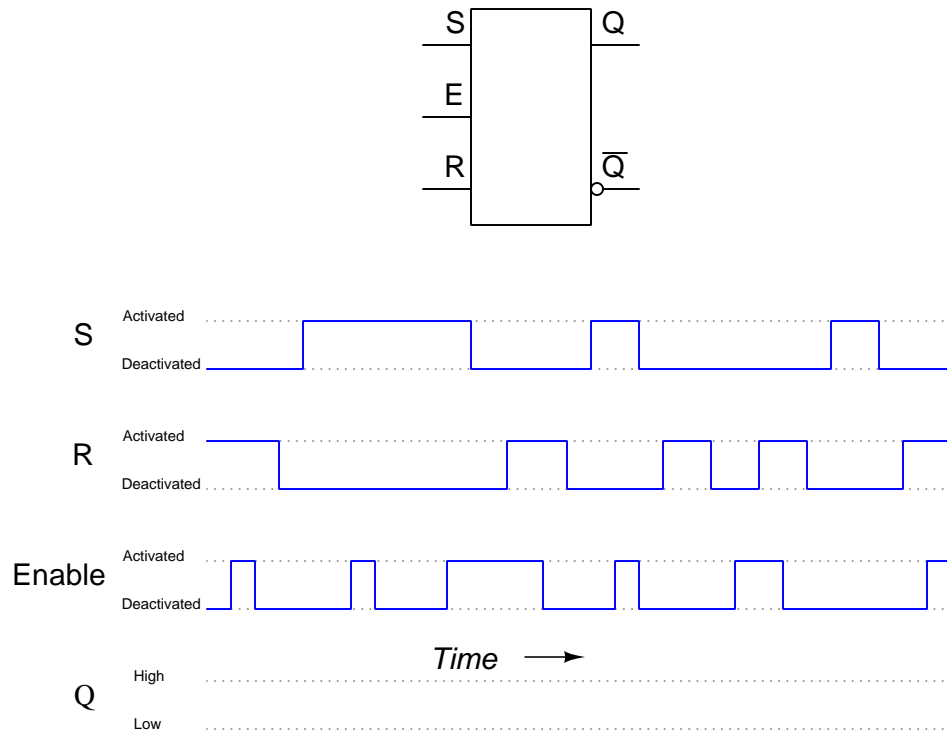 S Q
E
R Q̅
Activated
S
Deactivated
Activated
R
Deactivated
Activated
Enable
Deactivated
Time
High
Q
Low